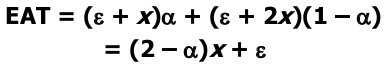 EAT = (ε + x)α + (ε + 2x)(1 – α)
= (2 – α)x + ε